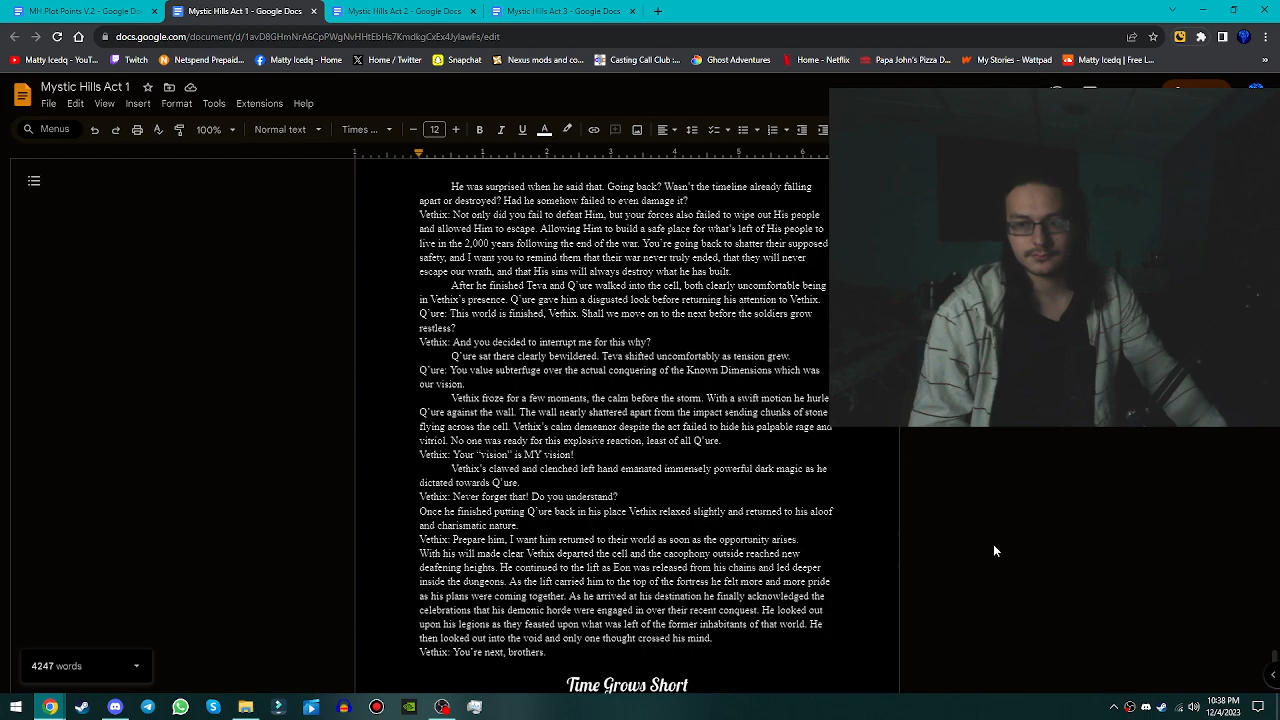 MH Plot Points V.2 - Google Docs
Mystic Hills Act 1 - Google Docs
Mystic Hills Act 2 - Google Docs
Mystic Hills Act 3 - Google Docs
docs.google.com/document/d/1avD8GHmNrA6CpPWgNvHHtEbHs7KmdkgCxEx4JylawFs/edit
Matty Icedq - YouT...
Twitch
Netspend Prepaid...
Matty Icedq - Home
Home / Twitter
Snapchat
Nexus mods and co...
Casting Call Club...
Ghost Adventures
Home - Netflix
Papa John's Pizza D...
My Stories - Wattpad
Matty Icedq | Free L...
Mystic Hills Act 1
File Edit View Insert Format Tools Extensions Help
Menus 100% Normal text Times ... 12
1 1 2 3 4 5 6
He was surprised when he said that. Going back? Wasn't the timeline already falling
apart or destroyed? Had he somehow failed to even damage it?
Vethix: Not only did you fail to defeat Him, but your forces also failed to wipe out His people
and allowed Him to escape. Allowing Him to build a safe place for what's left of His people to
live in the 2,000 years following the end of the war. You're going back to shatter their supposed
safety, and I want you to remind them that their war never truly ended, that they will never
escape our wrath, and that His sins will always destroy what he has built.
After he finished Teva and Q'ure walked into the cell, both clearly uncomfortable being
in Vethix's presence. Q'ure gave him a disgusted look before returning his attention to Vethix.
Q'ure: This world is finished, Vethix. Shall we move on to the next before the soldiers grow
restless?
Vethix: And you decided to interrupt me for this why?
Q'ure sat there clearly bewildered. Teva shifted uncomfortably as tension grew.
Q'ure: You value subterfuge over the actual conquering of the Known Dimensions which was
our vision.
Vethix froze for a few moments, the calm before the storm. With a swift motion he hurle
Q'ure against the wall. The wall nearly shattered apart from the impact sending chunks of stone
flying across the cell. Vethix's calm demeanor despite the act failed to hide his palpable rage and
vitriol. No one was ready for this explosive reaction, least of all Q'ure.
Vethix: Your "vision" is MY vision!
Vethix's clawed and clenched left hand emanated immensely powerful dark magic as he
dictated towards Q'ure.
Vethix: Never forget that! Do you understand?
Once he finished putting Q'ure back in his place Vethix relaxed slightly and returned to his aloof
and charismatic nature.
Vethix: Prepare him, I want him returned to their world as soon as the opportunity arises.
With his will made clear Vethix departed the cell and the cacophony outside reached new
deafening heights. He continued to the lift as Eon was released from his chains and led deeper
inside the dungeons. As the lift carried him to the top of the fortress he felt more and more pride
as his plans were coming together. As he arrived at his destination he finally acknowledged the
celebrations that his demonic horde were engaged in over their recent conquest. He looked out
upon his legions as they feasted upon what was left of the former inhabitants of that world. He
then looked out into the void and only one thought crossed his mind.
Vethix: You're next, brothers.
Time Grows Short
4247 words
10:38 PM
12/4/2023